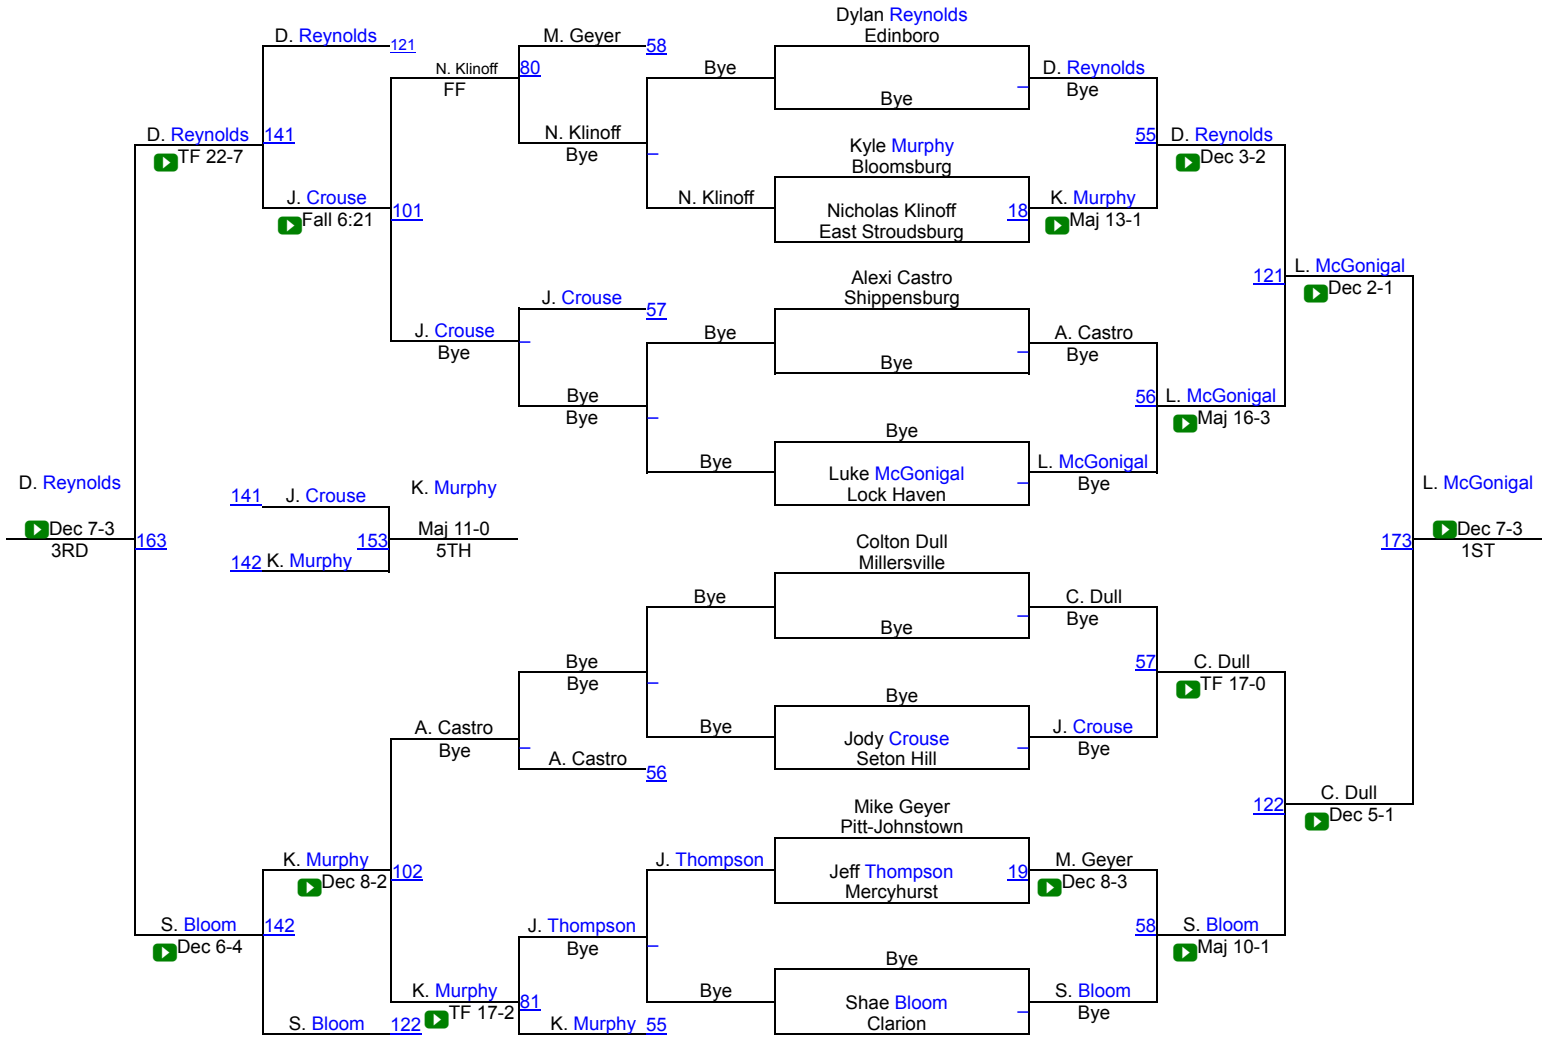 Dylan Reynolds
Edinboro
D. Reynolds
121
M. Geyer
58
N. Klinoff
80
FF
Bye
D. Reynolds
Bye
Bye
D. Reynolds
141
TF 22-7
N. Klinoff
Bye
Kyle Murphy
Bloomsburg
55
D. Reynolds
Dec 3-2
J. Crouse
101
Fall 6:21
N. Klinoff
Nicholas Klinoff
East Stroudsburg
18
K. Murphy
Maj 13-1
Alexi Castro
Shippensburg
121
L. McGonigal
Dec 2-1
J. Crouse
57
J. Crouse
Bye
Bye
A. Castro
Bye
Bye
Bye
Bye
56
L. McGonigal
Maj 16-3
Bye
Bye
Luke McGonigal
Lock Haven
L. McGonigal
Bye
D. Reynolds
141
J. Crouse
K. Murphy
L. McGonigal
Dec 7-3
3RD
163
153
Maj 11-0
5TH
142
K. Murphy
173
Dec 7-3
1ST
Colton Dull
Millersville
Bye
C. Dull
Bye
Bye
Bye
Bye
57
C. Dull
TF 17-0
A. Castro
Bye
Bye
Bye
Jody Crouse
Seton Hill
J. Crouse
Bye
A. Castro
56
122
C. Dull
Dec 5-1
Mike Geyer
Pitt-Johnstown
K. Murphy
102
Dec 8-2
J. Thompson
Jeff Thompson
Mercyhurst
19
M. Geyer
Dec 8-3
S. Bloom
142
Dec 6-4
J. Thompson
Bye
58
S. Bloom
Maj 10-1
Bye
K. Murphy
81
TF 17-2
Bye
Shae Bloom
Clarion
S. Bloom
Bye
S. Bloom
122
K. Murphy
55